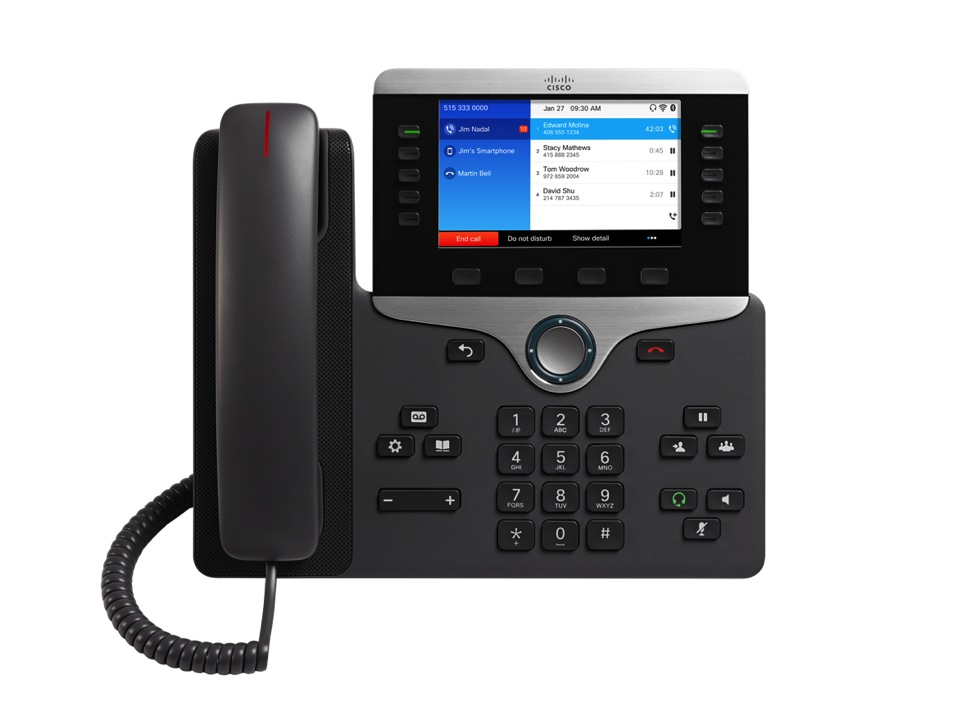 CISCO
515 333 0000
Jan 27 09:30 AM
Jim Nadal 10
Jim's Smartphone
Martin Bell
1 Edward Molina 42:03
408 555 1234
2 Stacy Mathews 0:45
415 888 2345
3 Tom Woodrow 10:28
972 659 2004
4 David Shu 2:07
214 787 3435
End call Do not disturb Show detail
1 2 3
ABC DEF
4 5 6
GHI JKL MNO
7 8 9
PQRS TUV WXYZ
* 0 #
+
- +